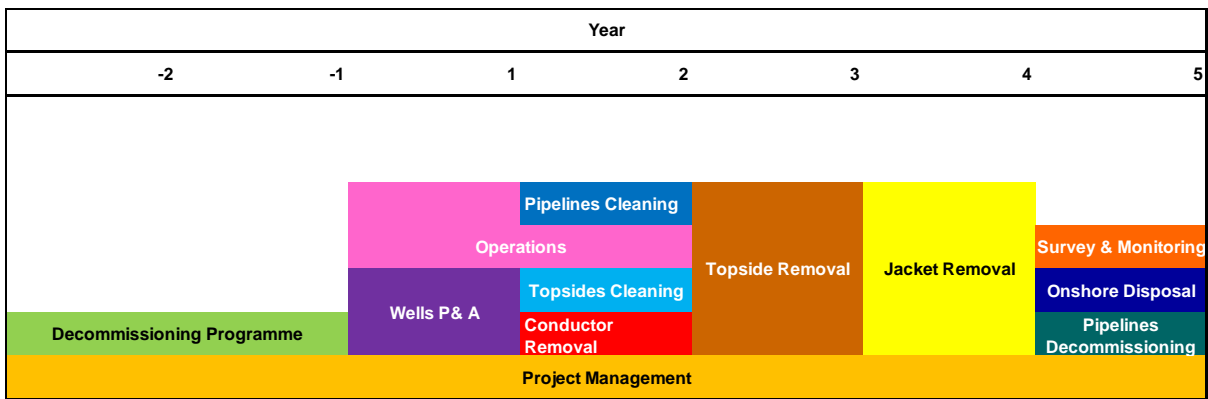 Year
-2 -1 1 2 3 4 5
Pipelines Cleaning
Operations
Survey & Monitoring
Topside Removal
Jacket Removal
Topsides Cleaning
Onshore Disposal
Wells P& A
Decommissioning Programme
Conductor
Removal
Pipelines
Decommissioning
Project Management